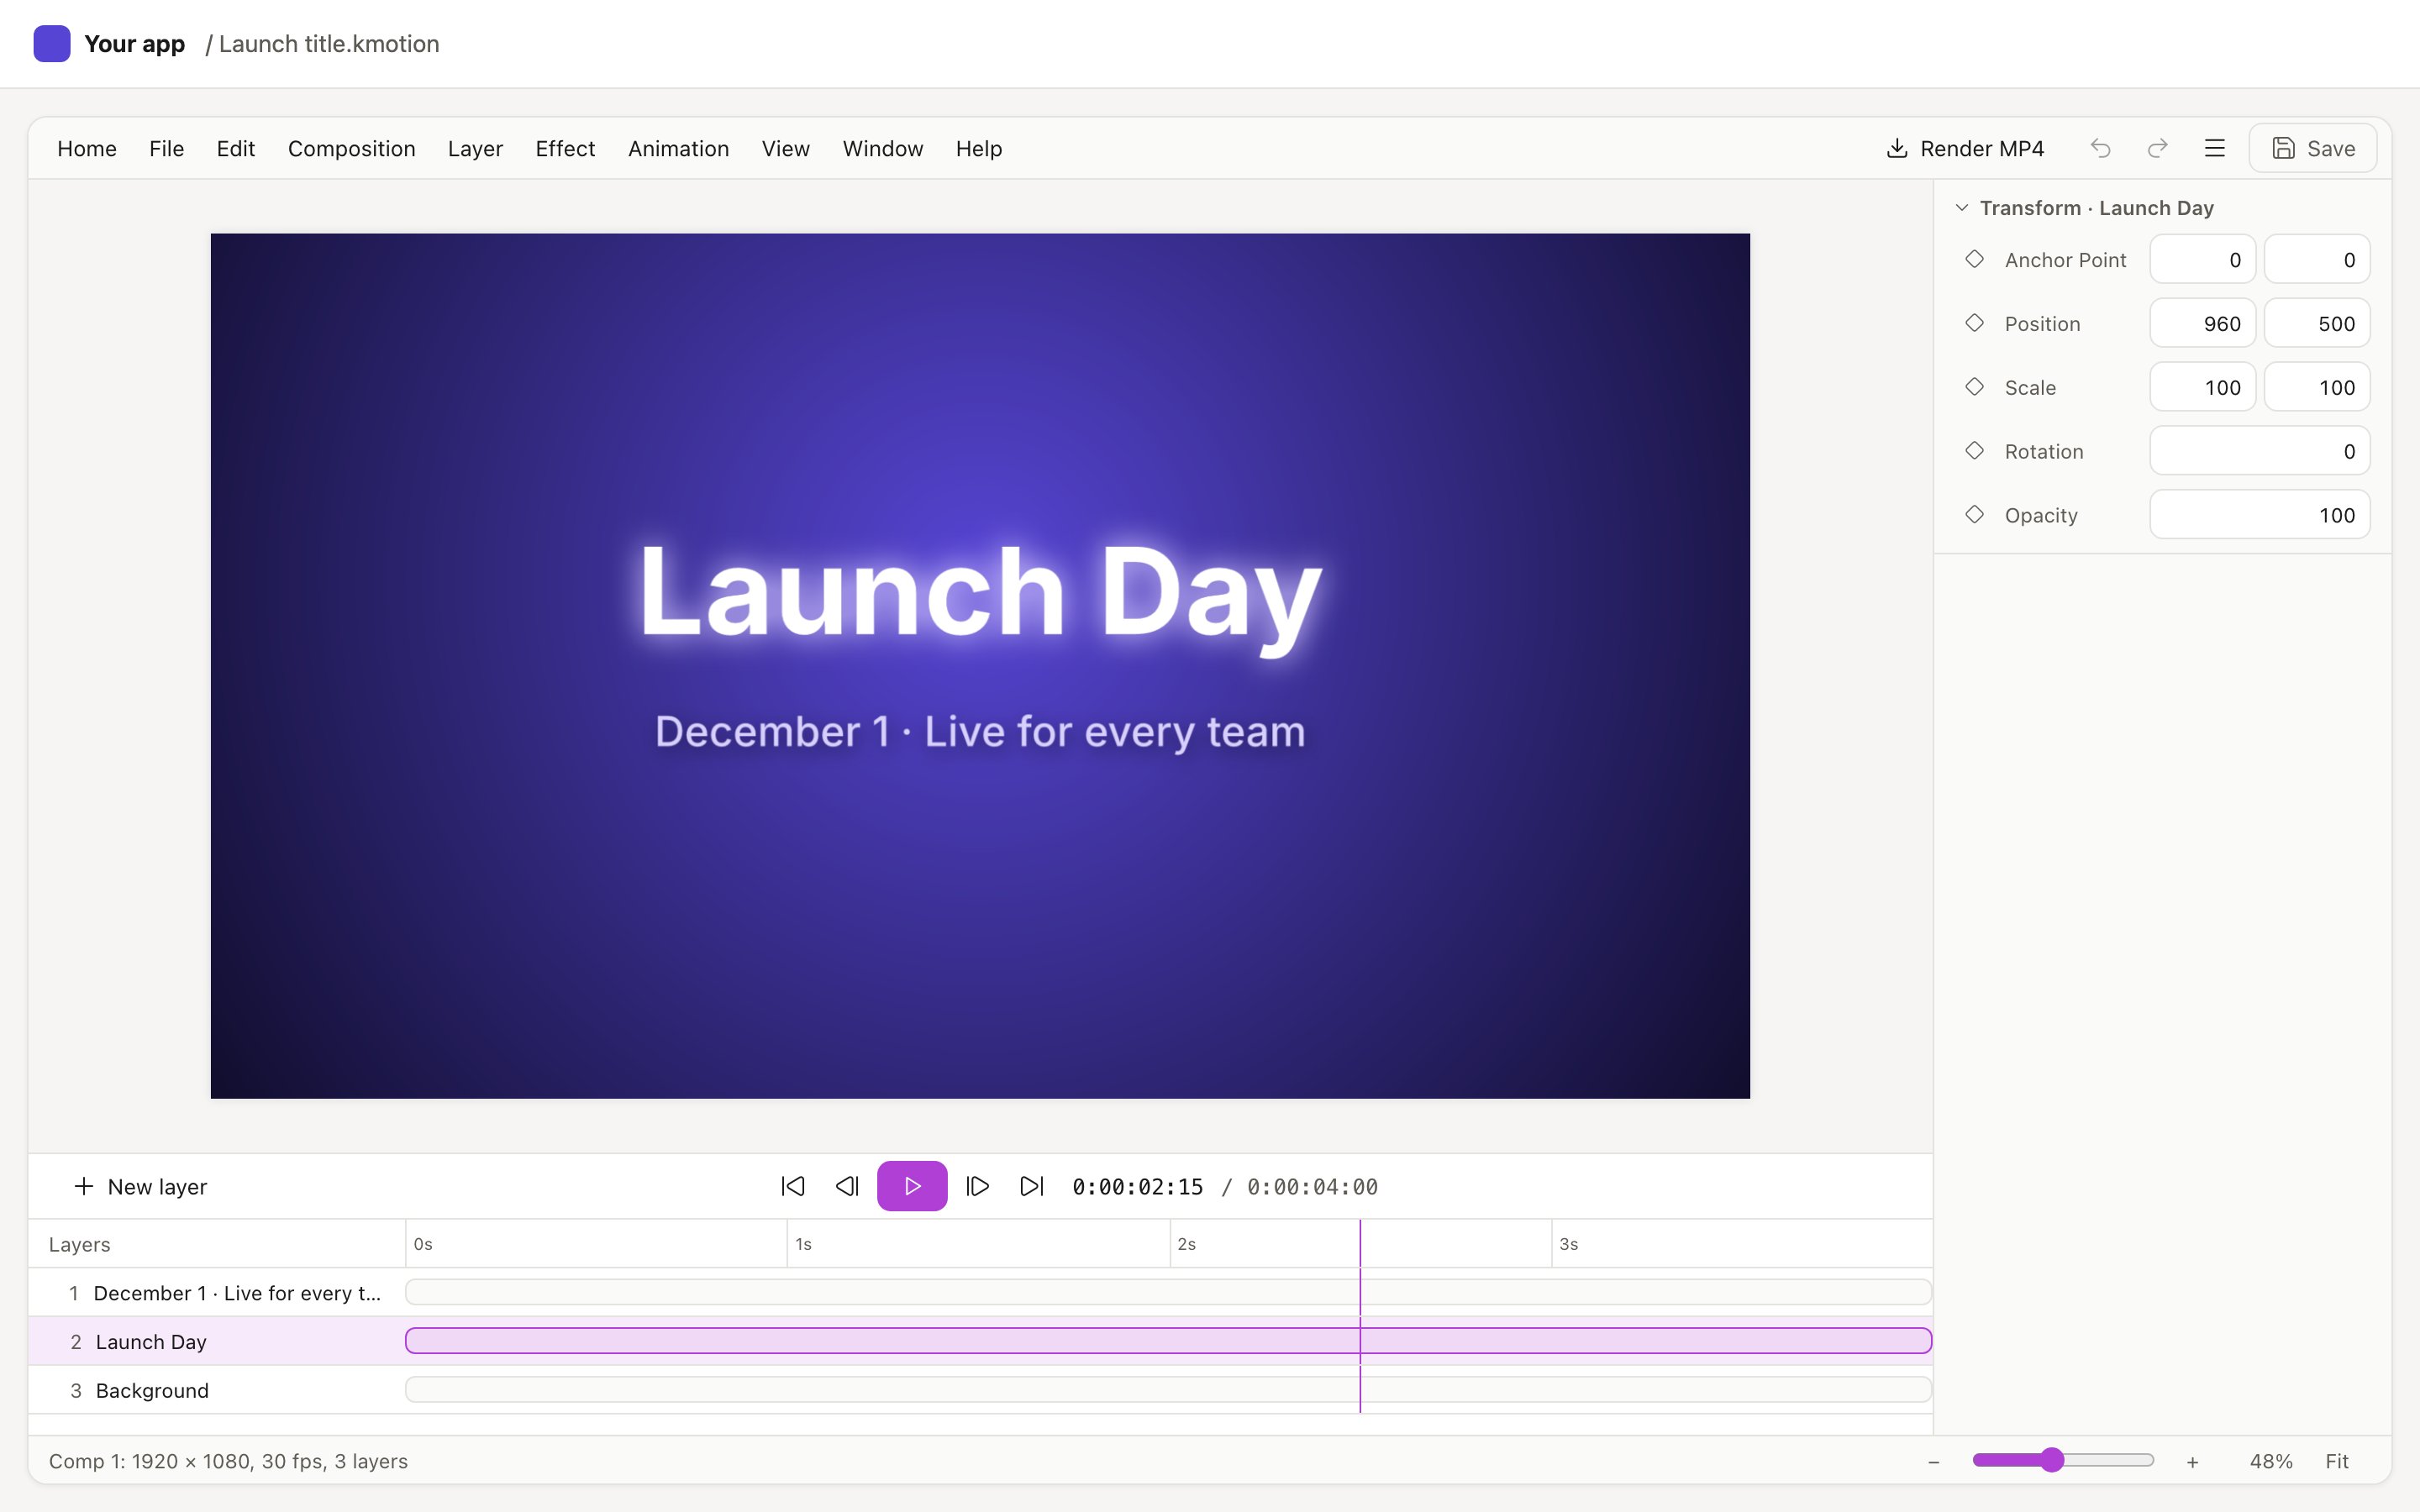 Your app / Launch title.kmotion
Home File Edit Composition Layer Effect Animation View Window Help Render MP4 Save
Transform · Launch Day
Anchor Point 0 0
Position 960 500
Scale 100 100
Rotation 0
Opacity 100
Launch Day
December 1 · Live for every team
New layer 0:00:02:15 / 0:00:04:00
Layers 0s 1s 2s 3s
1 December 1 · Live for every t...
2 Launch Day
3 Background
Comp 1: 1920 × 1080, 30 fps, 3 layers − + 48% Fit